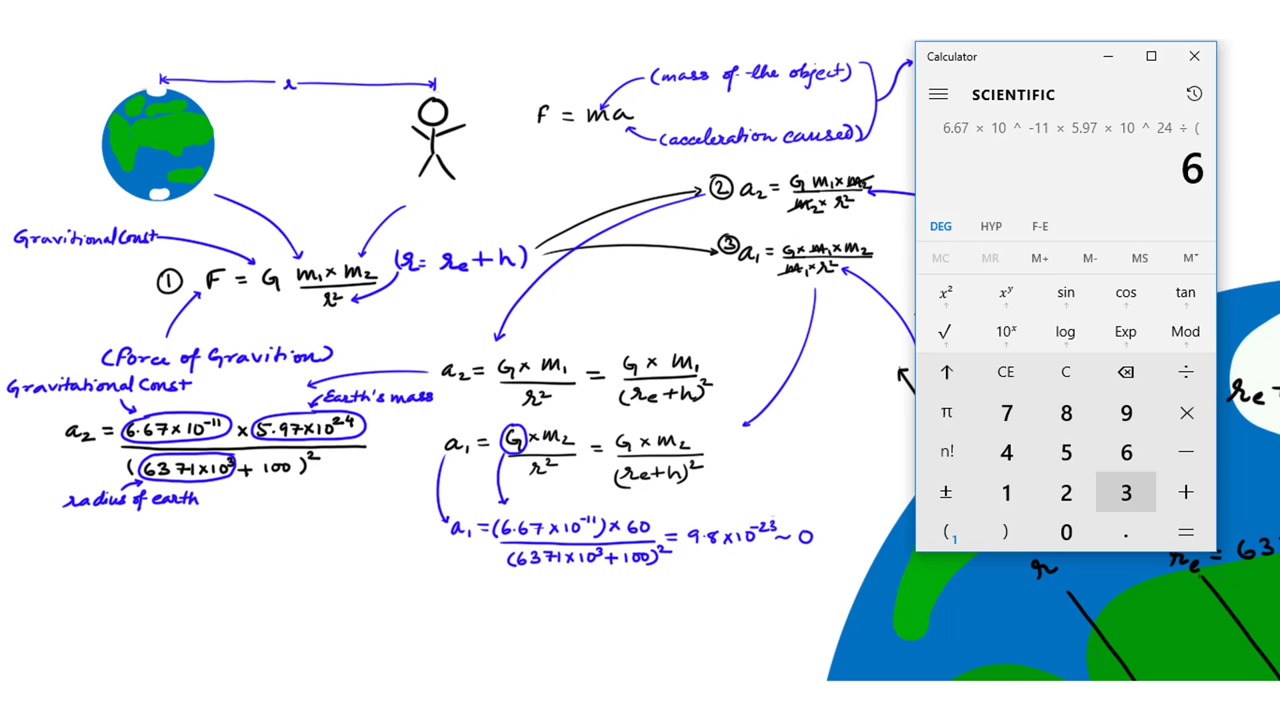 r
F = ma
(mass of the object)
(acceleration caused)
② a₂ = G m₁ × m₂ / m₂ × r²
③ a₁ = G × m₁ × m₂ / m₁ × r²
Gravitional Const
① F = G m₁ × m₂ / r²
(r = re + h)
(Force of Gravition)
Gravitational Const
Earth's mass
a₂ = 6.67 × 10⁻¹¹ × 5.97 × 10²⁴ / (6371 × 10³ + 100)²
radius of earth
a₂ = G × m₁ / r² = G × m₁ / (re + h)²
a₁ = G × m₂ / r² = G × m₂ / (re + h)²
a₁ = (6.67 × 10⁻¹¹) × 60 / (6371 × 10³ + 100)² = 9.8 × 10⁻²³ ~ 0
Calculator
SCIENTIFIC
6.67 × 10 ^ -11 × 5.97 × 10 ^ 24 ÷ (
6
DEG HYP F-E
MC MR M+ M- MS M˅
x² xʸ sin cos tan
√ 10ˣ log Exp Mod
↑ CE C ⌫ ÷
π 7 8 9 ×
n! 4 5 6 −
± 1 2 3 +
(₁ ) 0 . =
re
r
re = 63